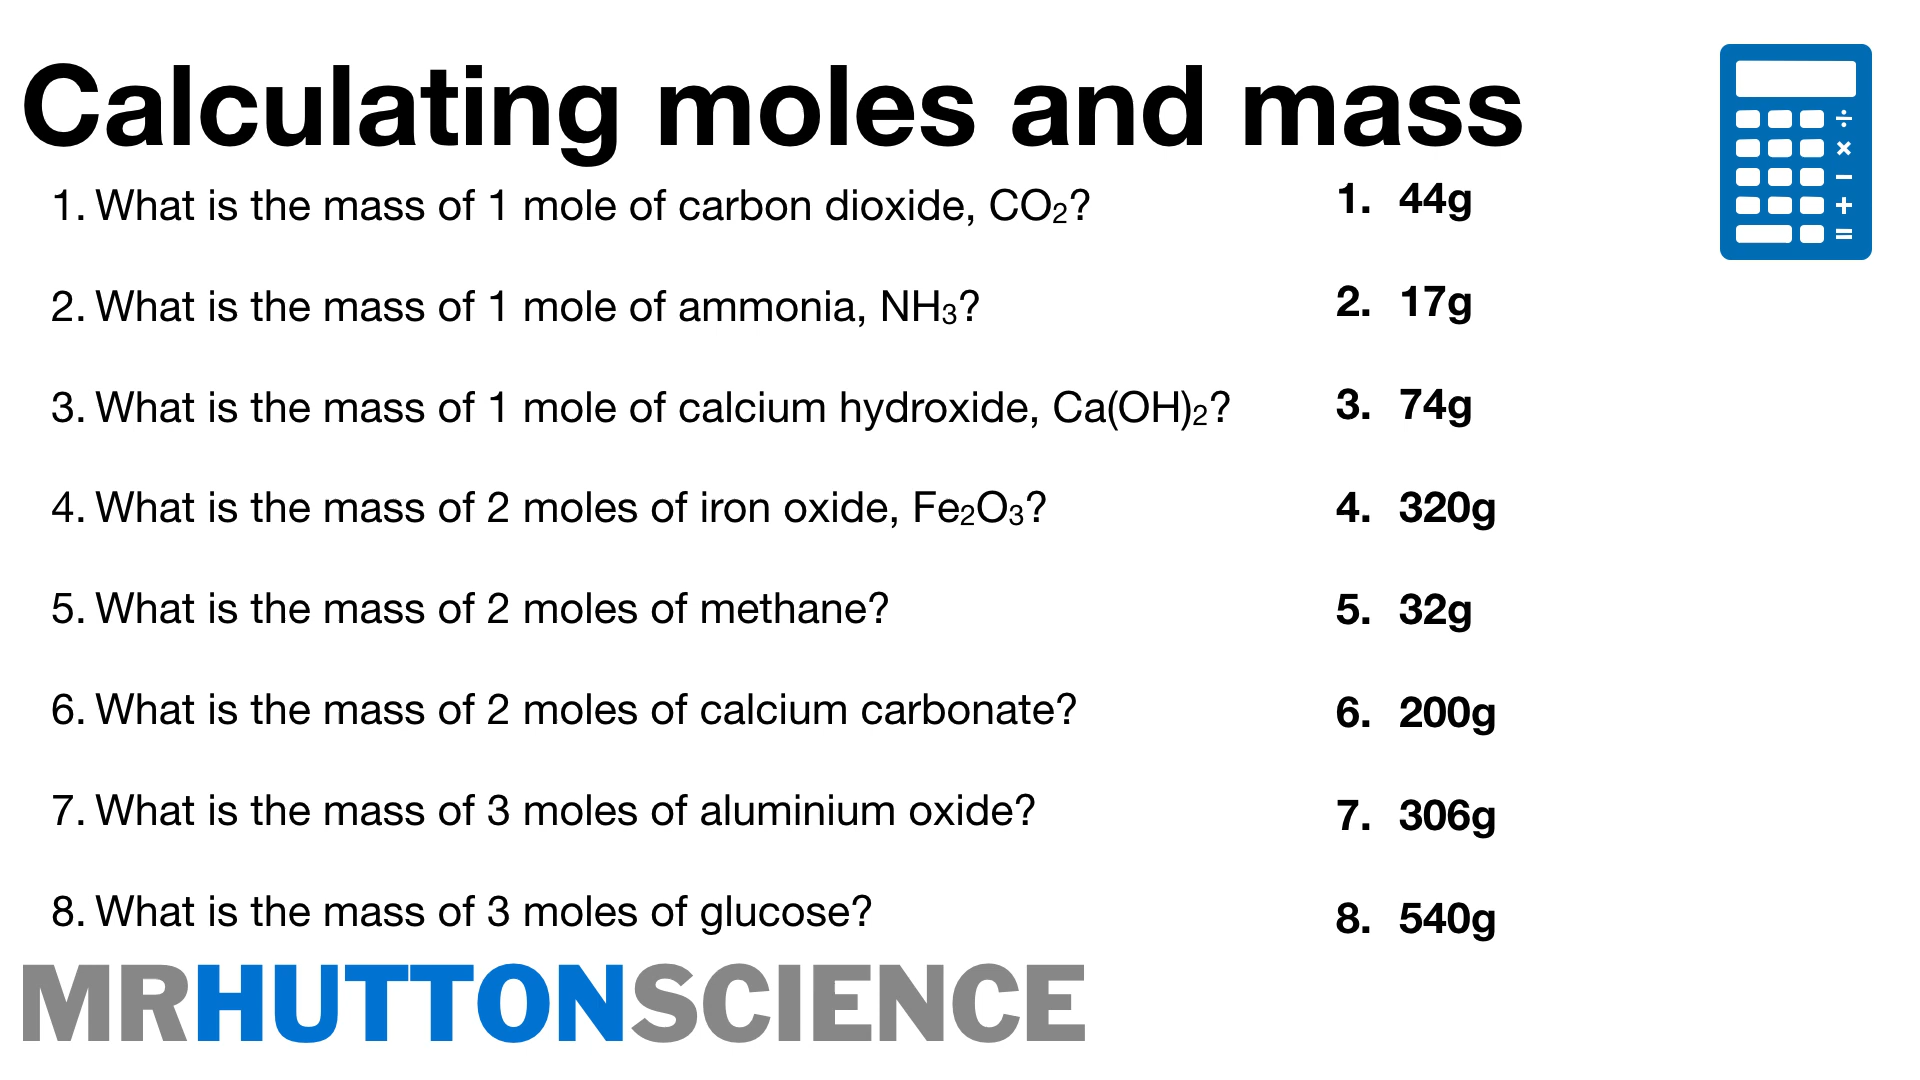 Calculating moles and mass
1. What is the mass of 1 mole of carbon dioxide, CO₂?
2. What is the mass of 1 mole of ammonia, NH₃?
3. What is the mass of 1 mole of calcium hydroxide, Ca(OH)₂?
4. What is the mass of 2 moles of iron oxide, Fe₂O₃?
5. What is the mass of 2 moles of methane?
6. What is the mass of 2 moles of calcium carbonate?
7. What is the mass of 3 moles of aluminium oxide?
8. What is the mass of 3 moles of glucose?
1. 44g
2. 17g
3. 74g
4. 320g
5. 32g
6. 200g
7. 306g
8. 540g
÷
×
−
+
=
MRHUTTONSCIENCE